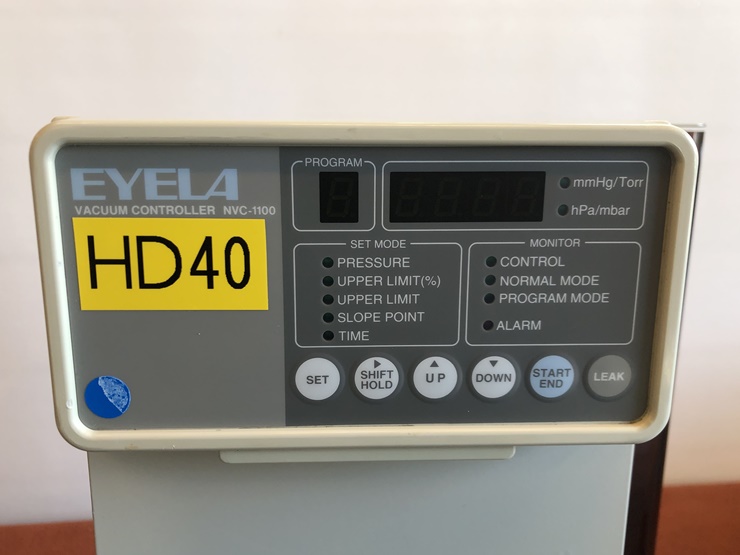 EYELA
VACUUM CONTROLLER NVC-1100
HD40
PROGRAM
mmHg/Torr
hPa/mbar
SET MODE
PRESSURE
UPPER LIMIT(%)
UPPER LIMIT
SLOPE POINT
TIME
MONITOR
CONTROL
NORMAL MODE
PROGRAM MODE
ALARM
SET
SHIFT
HOLD
UP
DOWN
START
END
LEAK